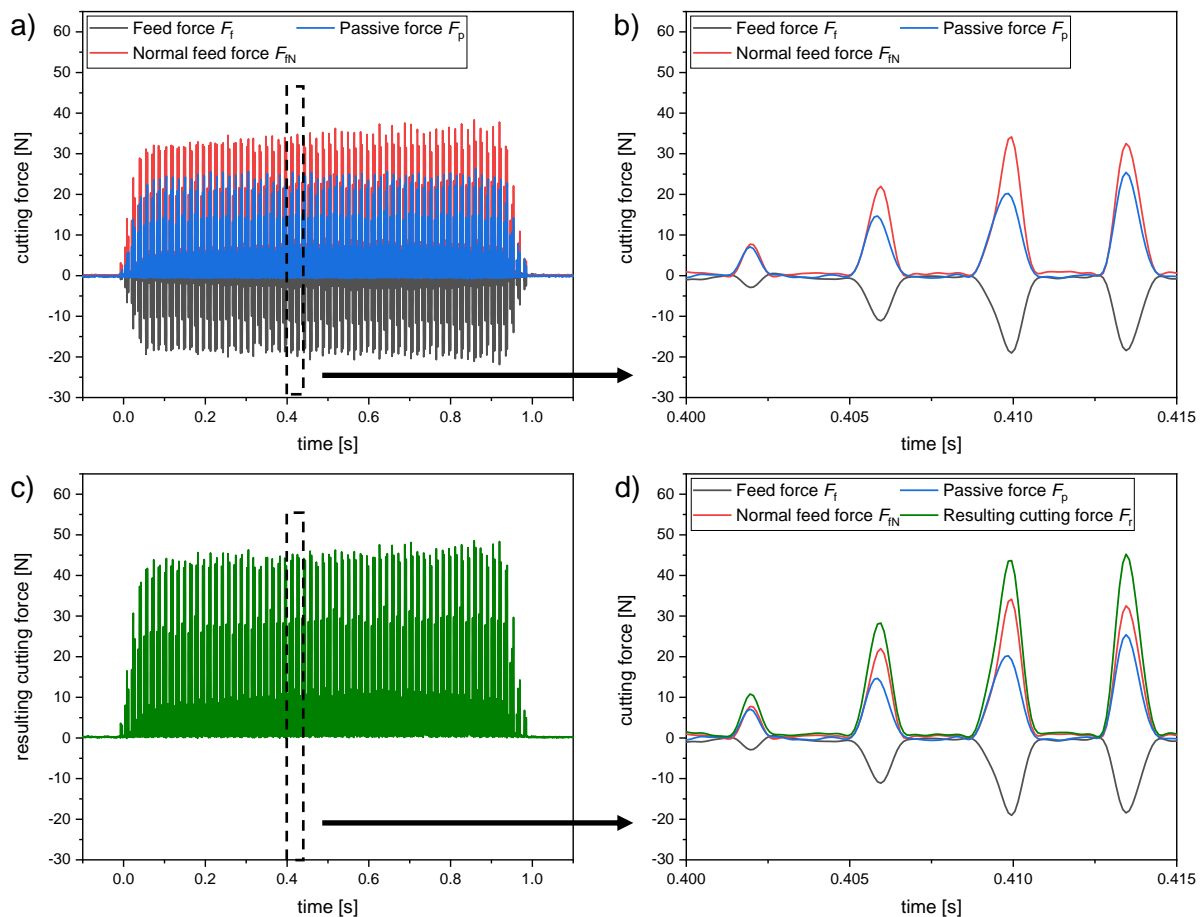 a)
Feed force Ff Passive force Fp
Normal feed force FfN
cutting force [N]
60
50
40
30
20
10
0
-10
-20
-30
0.0 0.2 0.4 0.6 0.8 1.0
time [s]
b)
Feed force Ff Passive force Fp
Normal feed force FfN
cutting force [N]
60
50
40
30
20
10
0
-10
-20
-30
0.400 0.405 0.410 0.415
time [s]
c)
resulting cutting force [N]
60
50
40
30
20
10
0
-10
-20
-30
0.0 0.2 0.4 0.6 0.8 1.0
time [s]
d)
Feed force Ff Passive force Fp
Normal feed force FfN Resulting cutting force Fr
cutting force [N]
60
50
40
30
20
10
0
-10
-20
-30
0.400 0.405 0.410 0.415
time [s]